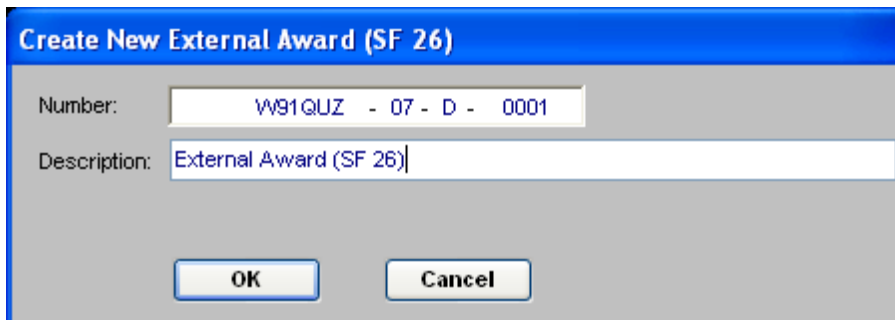 Create New External Award (SF 26)
Number: W91QUZ - 07 - D - 0001
Description: External Award (SF 26)
OK Cancel